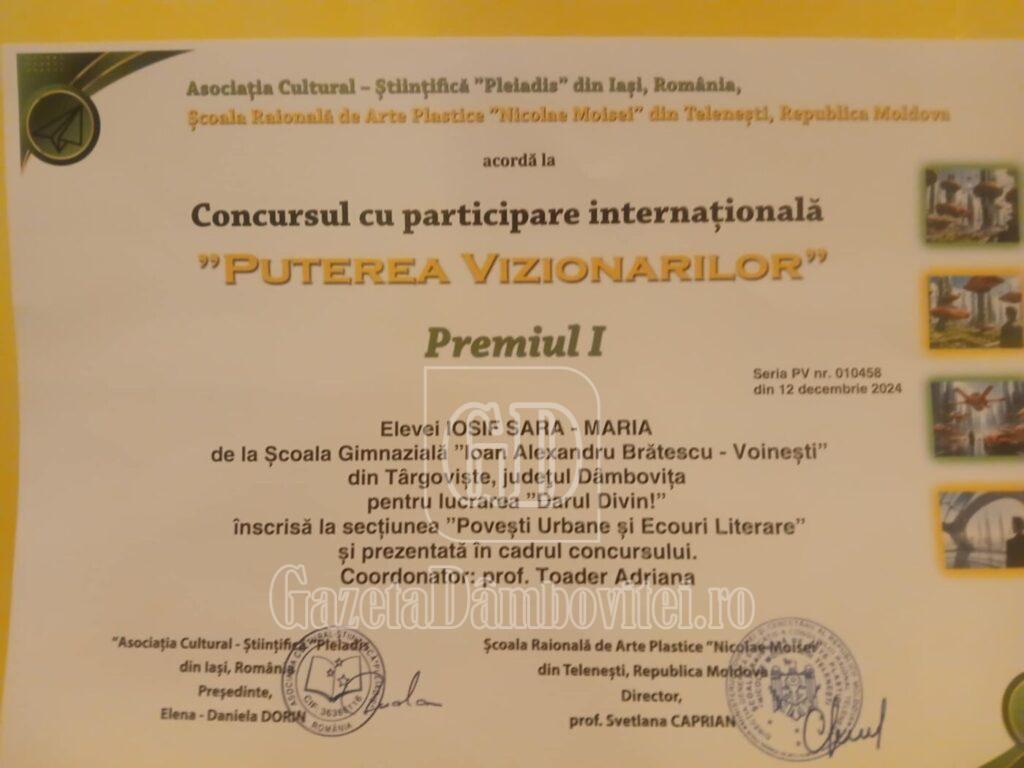 Asociația Cultural – Științifică ”Pleiadis” din Iași, România,
Școala Raională de Arte Plastice ”Nicolae Moisei” din Telenești, Republica Moldova
acordă la
Concursul cu participare internațională
”PUTEREA VIZIONARILOR”
Premiul I
Seria PV nr. 010458
din 12 decembrie 2024
Elevei IOSIF SARA - MARIA
de la Școala Gimnazială ”Ioan Alexandru Brătescu - Voinești”
din Târgoviște, județul Dâmbovița
pentru lucrarea ”Darul Divin!”
înscrisă la secțiunea ”Povești Urbane și Ecouri Literare”
și prezentată în cadrul concursului.
Coordonator: prof. Toader Adriana
GD
GazetaDâmbovitei.ro
”Asociația Cultural - Științifică ”Pleiadis”
din Iași, România
Președinte,
Elena - Daniela DORIN
Școala Raională de Arte Plastice ”Nicolae Moisei”
din Telenești, Republica Moldova
Director,
prof. Svetlana CAPRIAN
ROMÂNIA